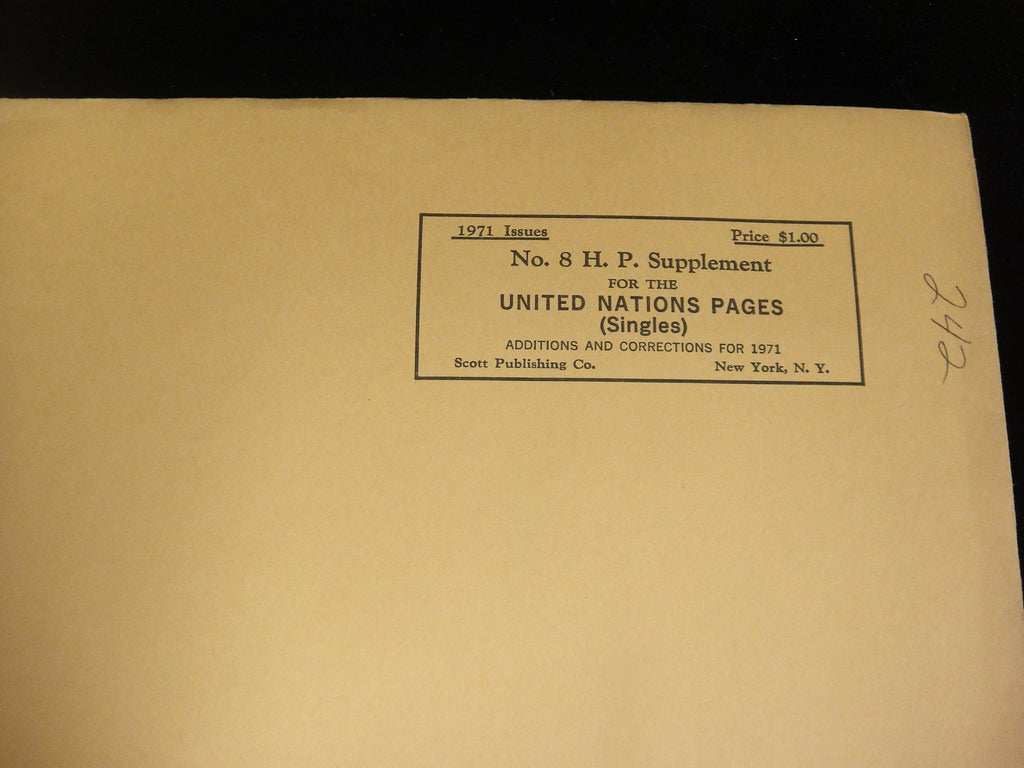 1971 Issues Price $1.00
No. 8 H. P. Supplement
FOR THE
UNITED NATIONS PAGES
(Singles)
ADDITIONS AND CORRECTIONS FOR 1971
Scott Publishing Co. New York, N. Y.
242